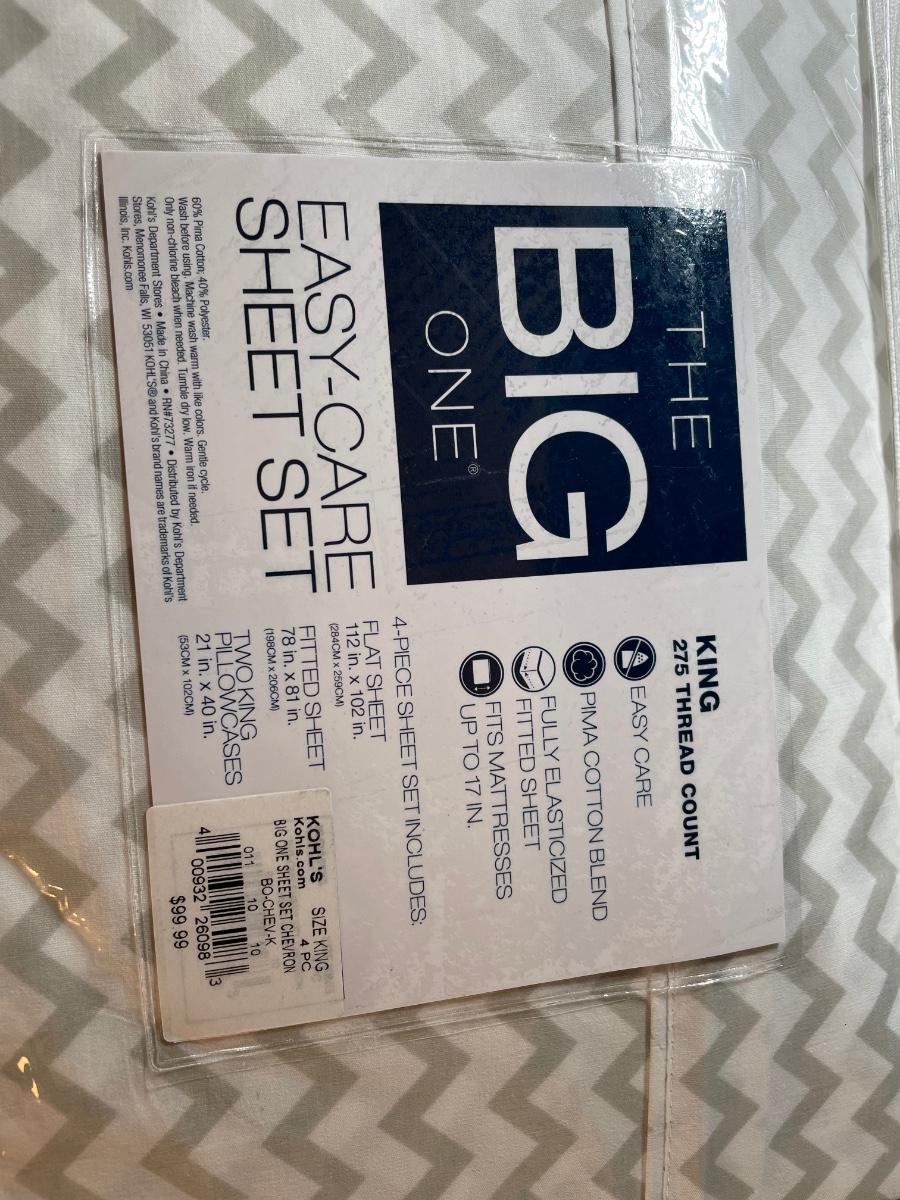 THE
BIG
ONE®
EASY-CARE
SHEET SET
60% Pima Cotton; 40% Polyester.
Wash before using. Machine wash warm with like colors. Gentle cycle.
Only non-chlorine bleach when needed. Tumble dry low. Warm iron if needed.
Kohl's Department Stores • Made in China • RN#73277 • Distributed by Kohl's Department
Stores, Menomonee Falls, WI 53051 KOHL'S® and Kohl's brand names are trademarks of Kohl's
Illinois, Inc. Kohls.com
KING
275 THREAD COUNT
EASY CARE
PIMA COTTON BLEND
FULLY ELASTICIZED
FITTED SHEET
FITS MATTRESSES
UP TO 17 IN.
4-PIECE SHEET SET INCLUDES:
FLAT SHEET
112 in. x 102 in.
(284CM x 259CM)
FITTED SHEET
78 in. x 81 in.
(198CM x 206CM)
TWO KING
PILLOWCASES
21 in. x 40 in.
(53CM x 102CM)
KOHL'S SIZE KING
Kohls.com 4 PC
BIG ONE SHEET SET CHEVRON
BO-CHEV-K
011 10 10
4 00932 26098 3
$99.99